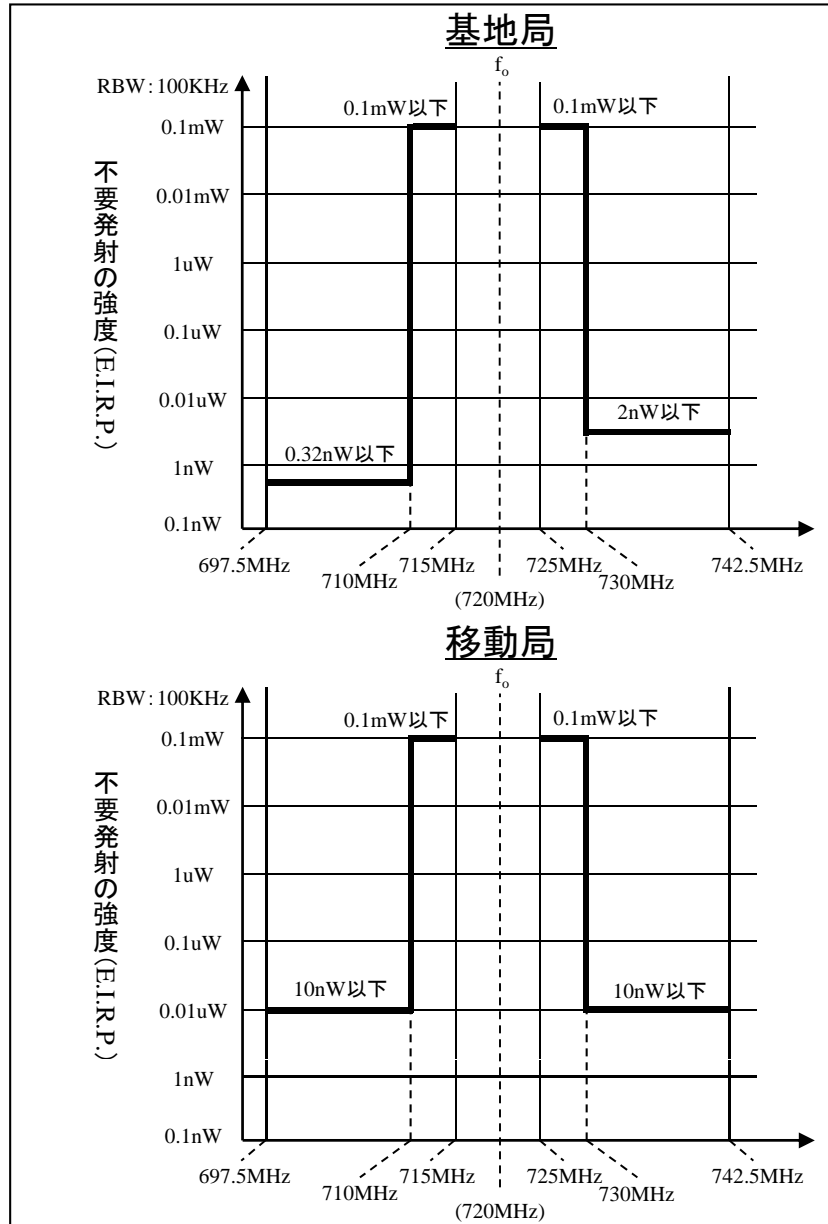 基地局
fo
RBW:100KHz
0.1mW以下
0.1mW以下
0.1mW
0.01mW
1uW
0.1uW
0.01uW
2nW以下
0.32nW以下
1nW
0.1nW
不要発射の強度(E.I.R.P.)
697.5MHz
715MHz
725MHz
742.5MHz
710MHz
730MHz
(720MHz)
移動局
fo
RBW:100KHz
0.1mW以下
0.1mW以下
0.1mW
0.01mW
1uW
0.1uW
10nW以下
10nW以下
0.01uW
1nW
0.1nW
不要発射の強度(E.I.R.P.)
697.5MHz
715MHz
725MHz
742.5MHz
710MHz
730MHz
(720MHz)